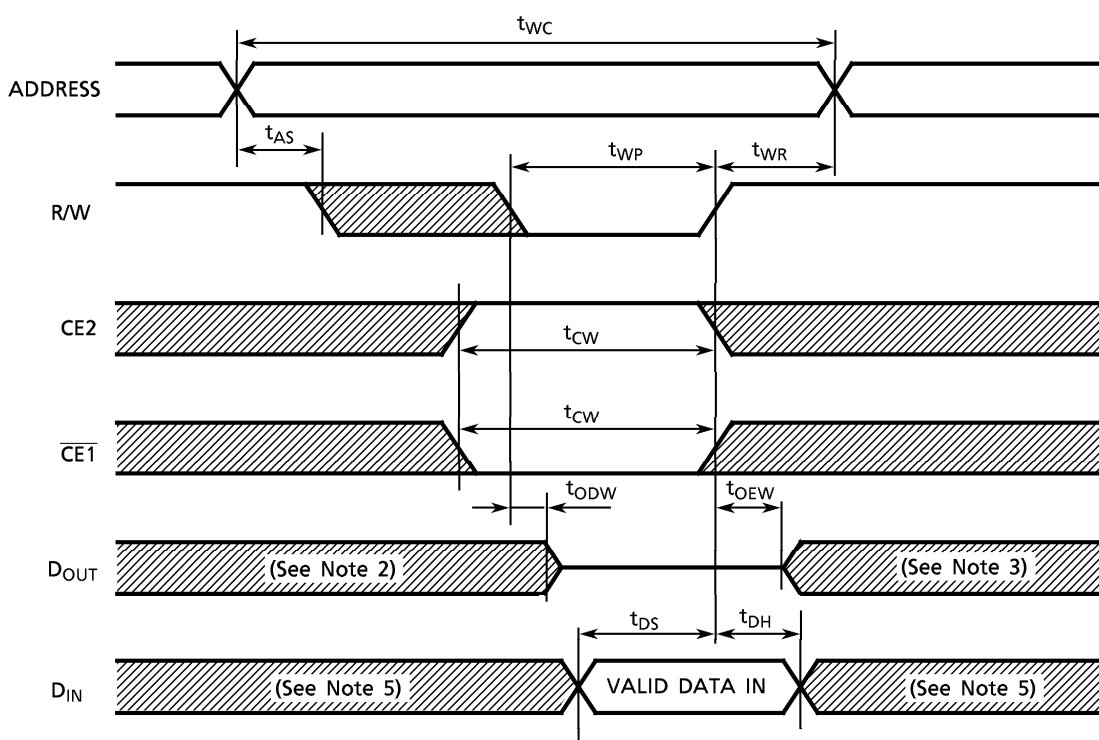 tWC
ADDRESS
tAS
tWP
tWR
R/W
CE2
tCW
tCW
CE1
tODW
tOEW
DOUT
(See Note 2)
(See Note 3)
tDS
tDH
DIN
(See Note 5)
VALID DATA IN
(See Note 5)